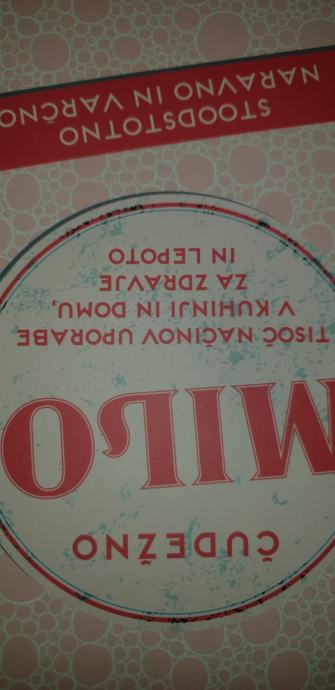 ČUDEŽNO
MILO
TISOČ NAČINOV UPORABE
V KUHINJI IN DOMU,
ZA ZDRAVJE
IN LEPOTO
STOODSTOTNO
NARAVNO IN VARČNO